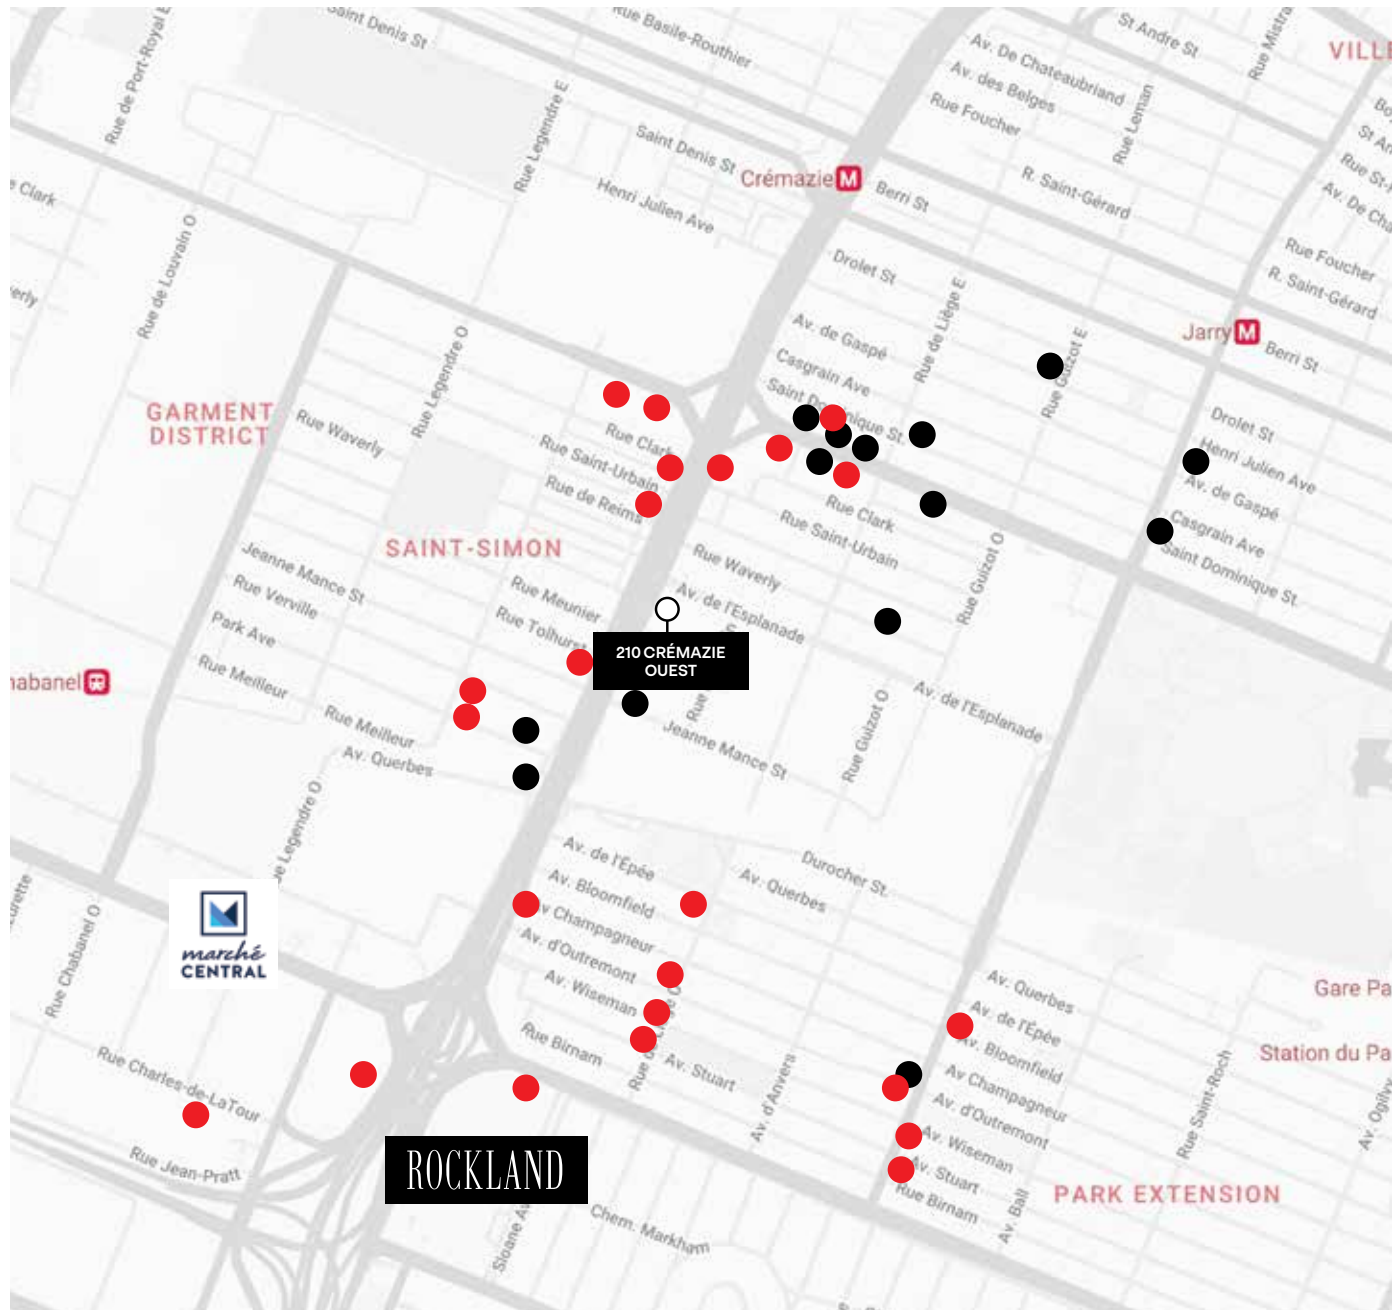 Saint Denis St
Rue Basile-Routhier
St Andre St
Av. De Chateaubriand
Av. des Belges
Rue Foucher
Rue Leman
VILLE
Rue de Port-Royal E
Rue Legendre E
Saint Denis St
Henri Julien Ave
Crémazie
M
Berri St
R. Saint-Gérard
Rue Foucher
R. Saint-Gérard
Clark
Rue de Louvain O
Drolet St
Av. de Gaspé
Casgrain Ave
Rue de Liège E
Rue Guizot E
Jarry
M
Berri St
GARMENT
DISTRICT
Rue Waverly
Rue Legendre O
Rue Clark
Rue Saint-Urbain
Rue de Reims
Rue Clark
Rue Saint-Urbain
Drolet St
Henri Julien Ave
Av. de Gaspé
Casgrain Ave
Saint Dominique St.
SAINT-SIMON
Jeanne Mance St
Rue Verville
Park Ave
Rue Meilleur
Rue Meunier
Rue Tolhurst
Rue Waverly
Av. de l'Esplanade
Rue Guizot O
210 CRÉMAZIE
OUEST
Rue Meilleur
Av. Querbes
Jeanne Mance St
Rue Guizot O
Av. de l'Esplanade
Av. de l'Épée
Av. Bloomfield
Champagneur
Av. d'Outremont
Av. Wiseman
Rue Birnam
Av. Stuart
Av. Querbes
Durocher St.
marché
CENTRAL
Rue Chabanel O
Rue Charles-de-LaTour
Rue Jean-Pratt
ROCKLAND
Chem. Markham
Av. d'Anvers
Av. Querbes
Av. de l'Épée
Av. Bloomfield
Av Champagneur
Av. d'Outremont
Av. Wiseman
Av. Stuart
Rue Birnam
Av. Ball
Rue Saint-Roch
Gare Pa
Station du Pa
PARK EXTENSION